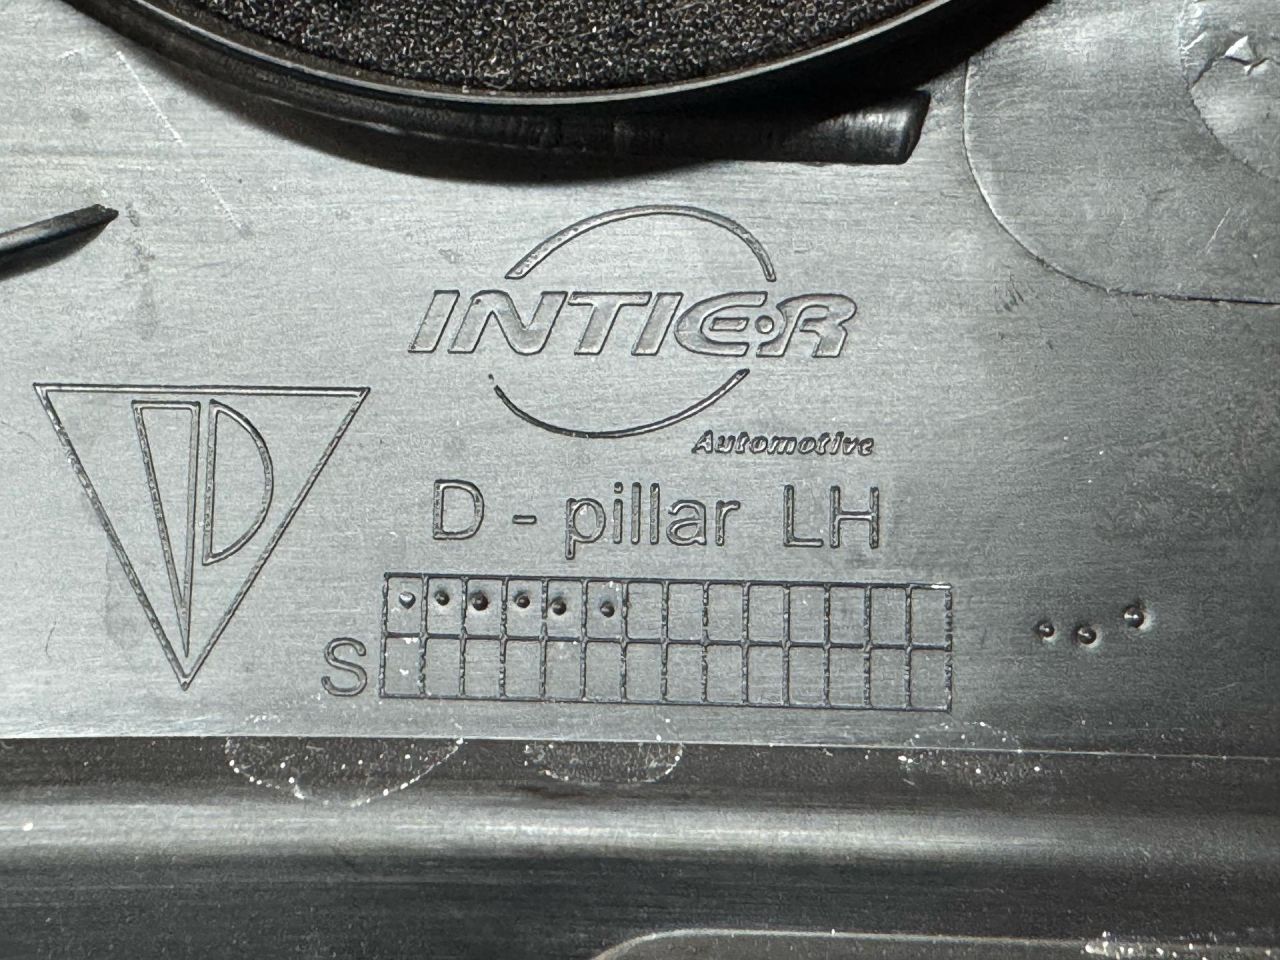 INTIER
Automotive
D - pillar LH
S